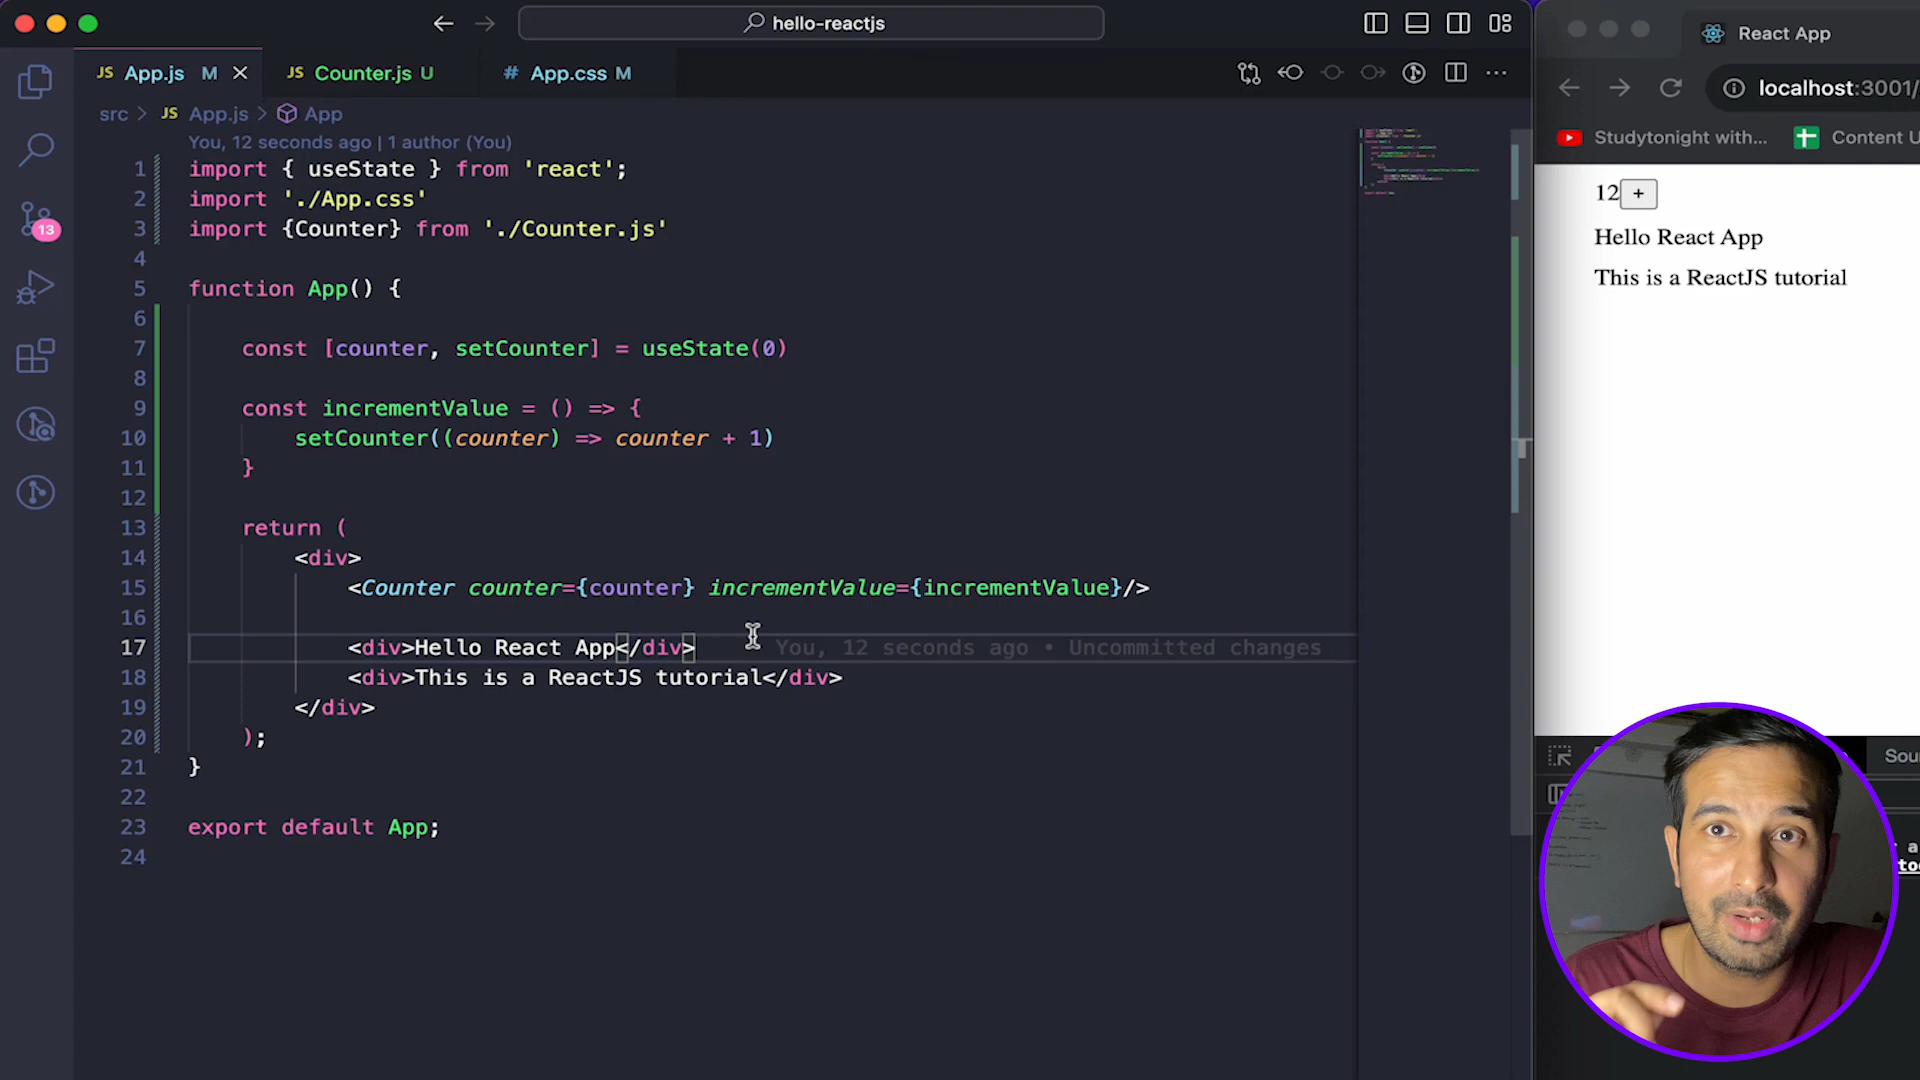 hello-reactjs
JS App.js M
JS Counter.js U
# App.css M
src > JS App.js > App
You, 12 seconds ago | 1 author (You)
1 import { useState } from 'react';
2 import './App.css'
3 import {Counter} from './Counter.js'
4
5 function App() {
6
7 const [counter, setCounter] = useState(0)
8
9 const incrementValue = () => {
10 setCounter((counter) => counter + 1)
11 }
12
13 return (
14 <div>
15 <Counter counter={counter} incrementValue={incrementValue}/>
16
17 <div>Hello React App</div> You, 12 seconds ago • Uncommitted changes
18 <div>This is a ReactJS tutorial</div>
19 </div>
20 );
21 }
22
23 export default App;
24
13
React App
localhost:3001/
Studytonight with...
Content U
12 +
Hello React App
This is a ReactJS tutorial
Sou